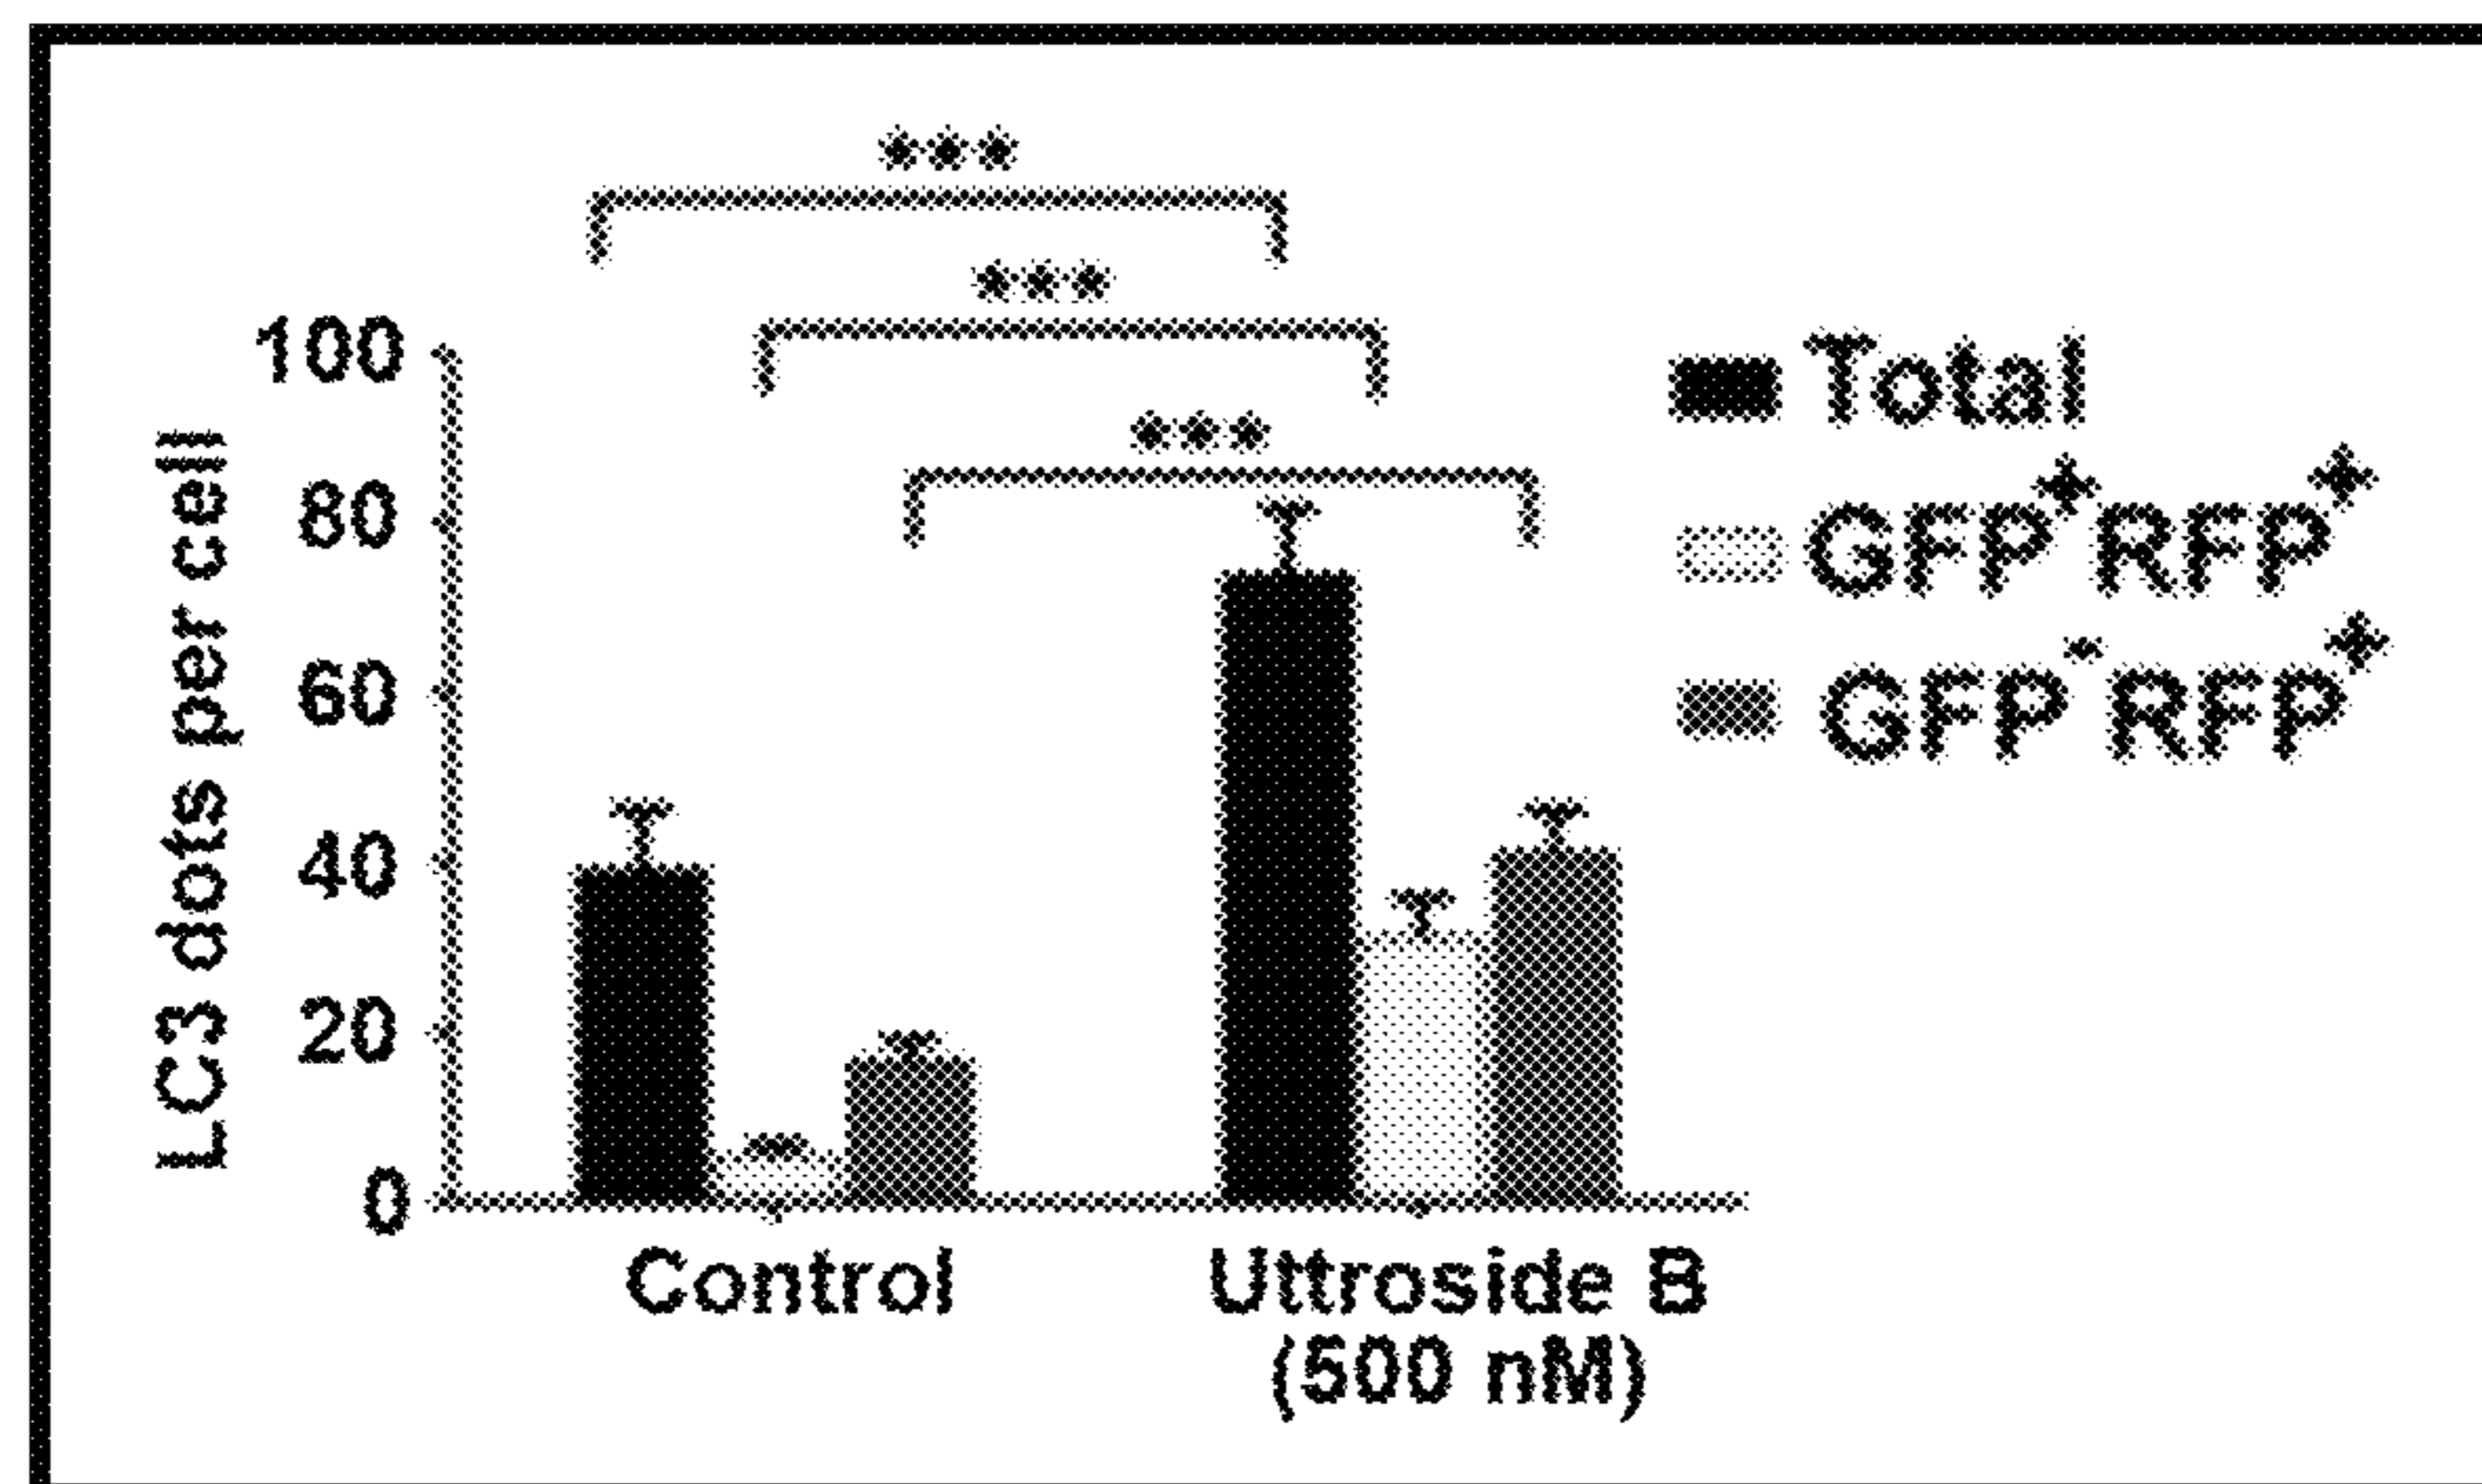 ***
***
***
100
80
60
40
20
0
LC3 dots per cell
Total
GFP⁺RFP⁺
GFP⁻RFP⁺
Control
Uttroside B
(500 nM)